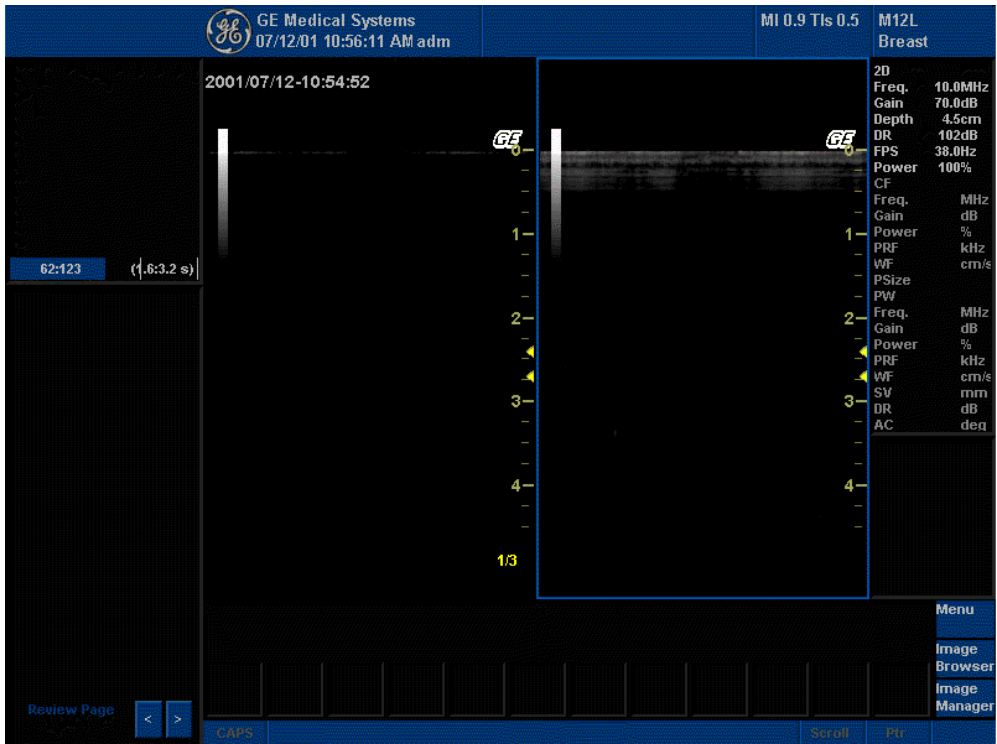 GE Medical Systems
07/12/01 10:56:11 AM adm
MI 0.9 TIs 0.5
M12L
Breast
2001/07/12-10:54:52
GE
GE
0
1
2
3
4
0
1
2
3
4
1/3
62:123 (1.6:3.2 s)
2D
Freq. 10.0MHz
Gain 70.0dB
Depth 4.5cm
DR 102dB
FPS 38.0Hz
Power 100%
CF
Freq. MHz
Gain dB
Power %
PRF kHz
WF cm/s
PSize
PW
Freq. MHz
Gain dB
Power %
PRF kHz
WF cm/s
SV mm
DR dB
AC deg
Menu
Image
Browser
Image
Manager
Review Page < >
CAPS
Scroll
Ptr